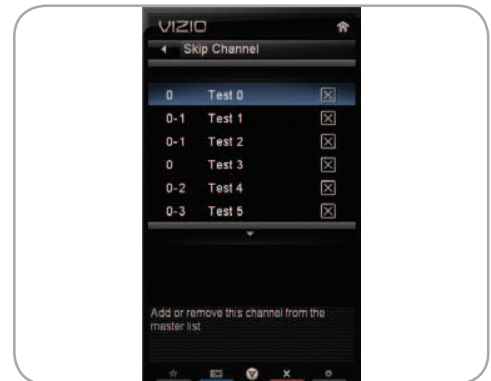 VIZIO
Skip Channel
0 Test 0
0-1 Test 1
0-1 Test 2
0 Test 3
0-2 Test 4
0-3 Test 5
Add or remove this channel from the
master list